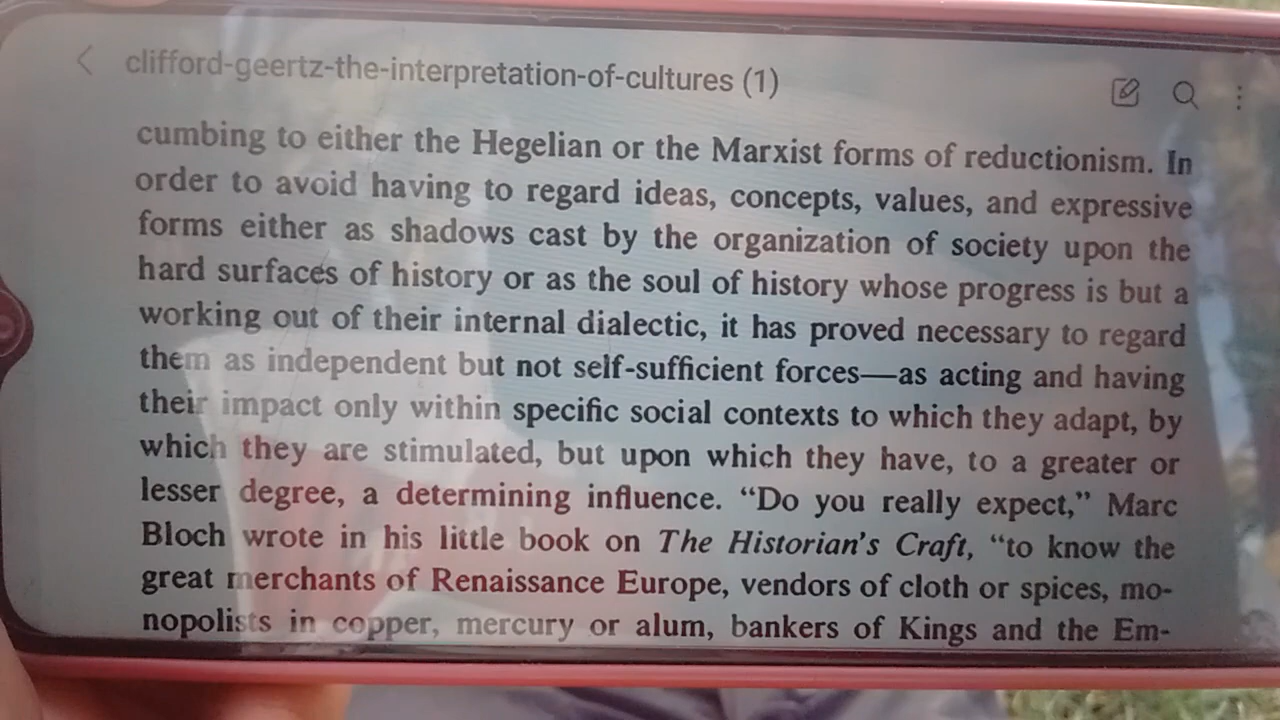 clifford-geertz-the-interpretation-of-cultures (1)
cumbing to either the Hegelian or the Marxist forms of reductionism. In
order to avoid having to regard ideas, concepts, values, and expressive
forms either as shadows cast by the organization of society upon the
hard surfaces of history or as the soul of history whose progress is but a
working out of their internal dialectic, it has proved necessary to regard
them as independent but not self-sufficient forces—as acting and having
their impact only within specific social contexts to which they adapt, by
which they are stimulated, but upon which they have, to a greater or
lesser degree, a determining influence. “Do you really expect,” Marc
Bloch wrote in his little book on The Historian's Craft, “to know the
great merchants of Renaissance Europe, vendors of cloth or spices, mo-
nopolists in copper, mercury or alum, bankers of Kings and the Em-